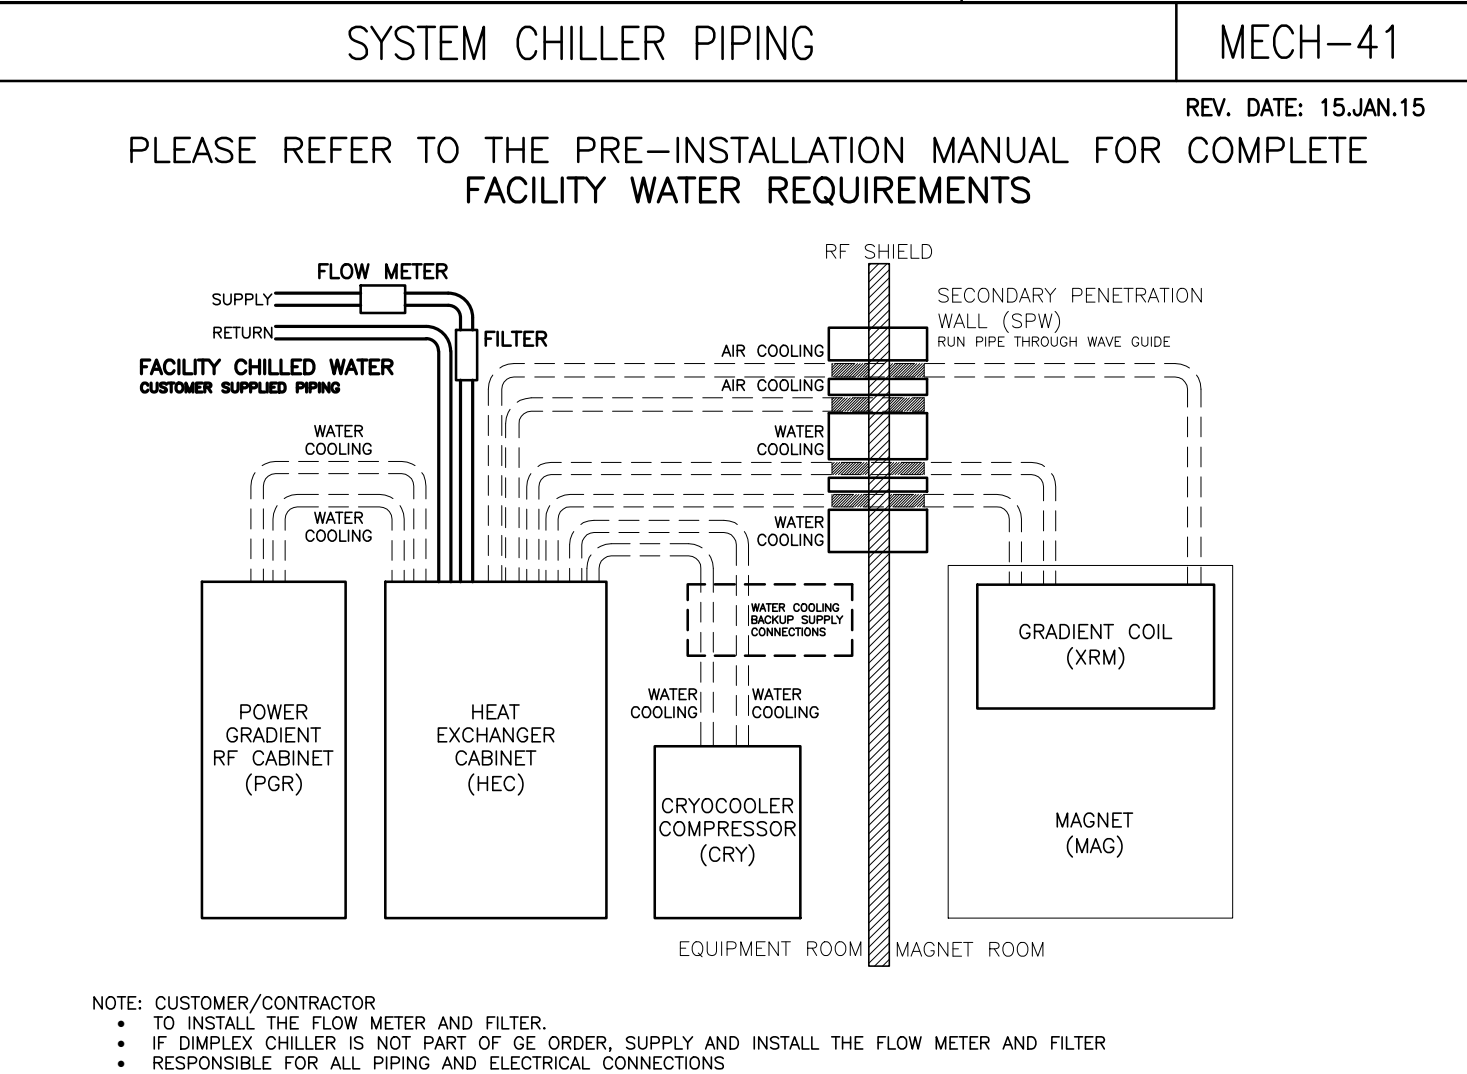 SYSTEM CHILLER PIPING
MECH-41
REV. DATE: 15.JAN.15
PLEASE REFER TO THE PRE-INSTALLATION MANUAL FOR COMPLETE
FACILITY WATER REQUIREMENTS
RF SHIELD
FLOW METER
SUPPLY
RETURN
FILTER
FACILITY CHILLED WATER
CUSTOMER SUPPLIED PIPING
SECONDARY PENETRATION
WALL (SPW)
RUN PIPE THROUGH WAVE GUIDE
AIR COOLING
AIR COOLING
WATER
COOLING
WATER
COOLING
WATER
COOLING
WATER
COOLING
WATER COOLING
BACKUP SUPPLY
CONNECTIONS
WATER
COOLING
WATER
COOLING
POWER
GRADIENT
RF CABINET
(PGR)
HEAT
EXCHANGER
CABINET
(HEC)
CRYOCOOLER
COMPRESSOR
(CRY)
GRADIENT COIL
(XRM)
MAGNET
(MAG)
EQUIPMENT ROOM
MAGNET ROOM
NOTE: CUSTOMER/CONTRACTOR
• TO INSTALL THE FLOW METER AND FILTER.
• IF DIMPLEX CHILLER IS NOT PART OF GE ORDER, SUPPLY AND INSTALL THE FLOW METER AND FILTER
• RESPONSIBLE FOR ALL PIPING AND ELECTRICAL CONNECTIONS